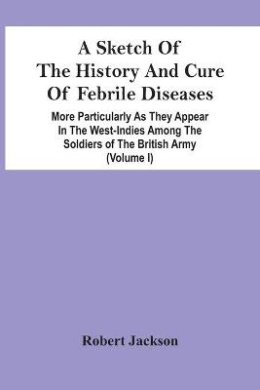 A Sketch Of
The History And Cure
Of Febrile Diseases
More Particularly As They Appear
In The West-Indies Among The
Soldiers of The British Army
(Volume I)
Robert Jackson